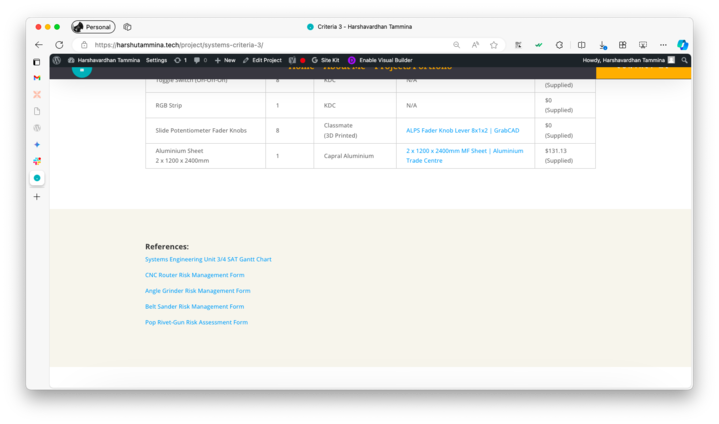 Personal
Criteria 3 - Harshavardhan Tammina
https://harshutammina.tech/project/systems-criteria-3/
Harshavardhan Tammina Settings 1 0 New Edit Project Site Kit Enable Visual Builder Howdy, Harshavardhan Tammina
Home About Me Projects Portfolio
Toggle Switch (On-Off-On) 8 KDC N/A
(Supplied)
RGB Strip 1 KDC N/A $0
(Supplied)
Slide Potentiometer Fader Knobs 8 Classmate
(3D Printed) ALPS Fader Knob Lever 8x1x2 | GrabCAD $0
(Supplied)
Aluminium Sheet
2 x 1200 x 2400mm 1 Capral Aluminium 2 x 1200 x 2400mm MF Sheet | Aluminium
Trade Centre $131.13
(Supplied)
References:
Systems Engineering Unit 3/4 SAT Gantt Chart
CNC Router Risk Management Form
Angle Grinder Risk Management Form
Belt Sander Risk Management Form
Pop Rivet-Gun Risk Assessment Form